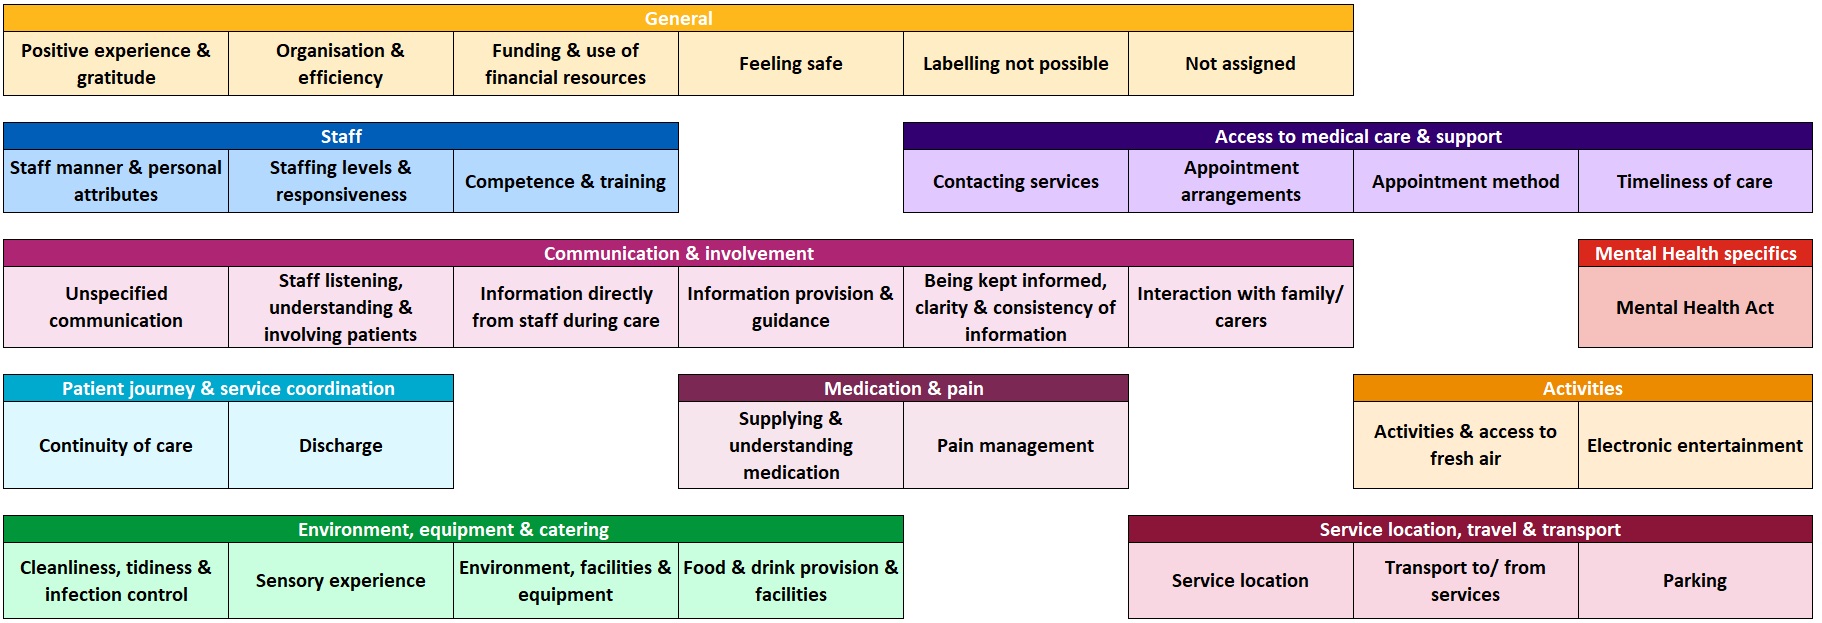 General
Positive experience &
gratitude
Organisation &
efficiency
Funding & use of
financial resources
Feeling safe
Labelling not possible
Not assigned
Staff
Staff manner & personal
attributes
Staffing levels &
responsiveness
Competence & training
Access to medical care & support
Contacting services
Appointment
arrangements
Appointment method
Timeliness of care
Communication & involvement
Unspecified
communication
Staff listening,
understanding &
involving patients
Information directly
from staff during care
Information provision &
guidance
Being kept informed,
clarity & consistency of
information
Interaction with family/
carers
Mental Health specifics
Mental Health Act
Patient journey & service coordination
Continuity of care
Discharge
Medication & pain
Supplying &
understanding
medication
Pain management
Activities
Activities & access to
fresh air
Electronic entertainment
Environment, equipment & catering
Cleanliness, tidiness &
infection control
Sensory experience
Environment, facilities &
equipment
Food & drink provision &
facilities
Service location, travel & transport
Service location
Transport to/ from
services
Parking